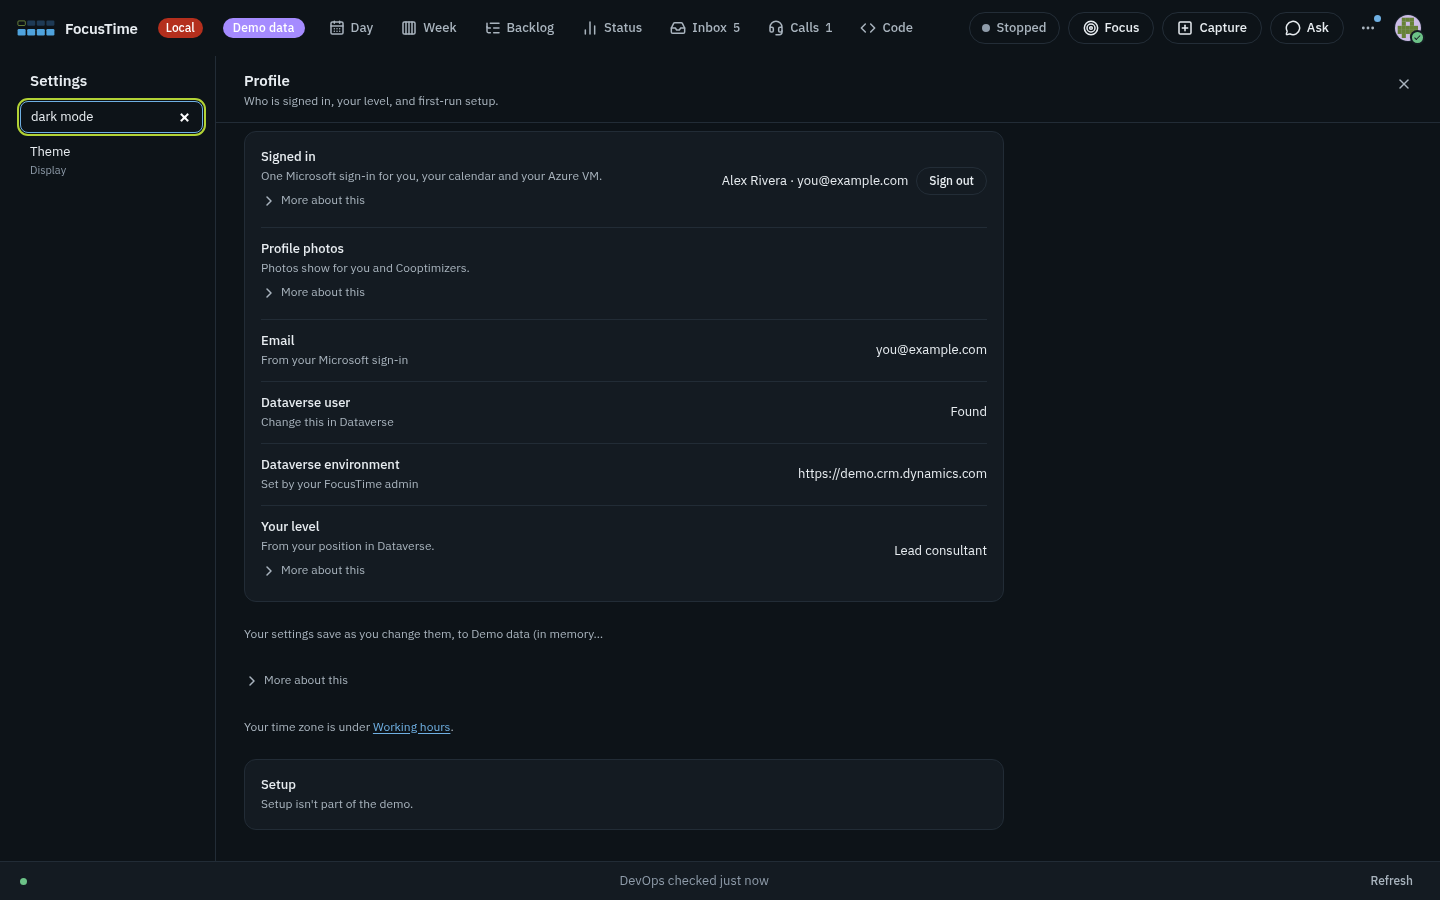 FocusTime
Local
Demo data
Day
Week
Backlog
Status
Inbox 5
Calls 1
Code
Stopped
Focus
Capture
Ask
Settings
dark mode
Theme
Display
Profile
Who is signed in, your level, and first-run setup.
Signed in
One Microsoft sign-in for you, your calendar and your Azure VM.
More about this
Alex Rivera · you@example.com
Sign out
Profile photos
Photos show for you and Cooptimizers.
More about this
Email
From your Microsoft sign-in
you@example.com
Dataverse user
Change this in Dataverse
Found
Dataverse environment
Set by your FocusTime admin
https://demo.crm.dynamics.com
Your level
From your position in Dataverse.
More about this
Lead consultant
Your settings save as you change them, to Demo data (in memory...
More about this
Your time zone is under Working hours.
Setup
Setup isn't part of the demo.
DevOps checked just now
Refresh